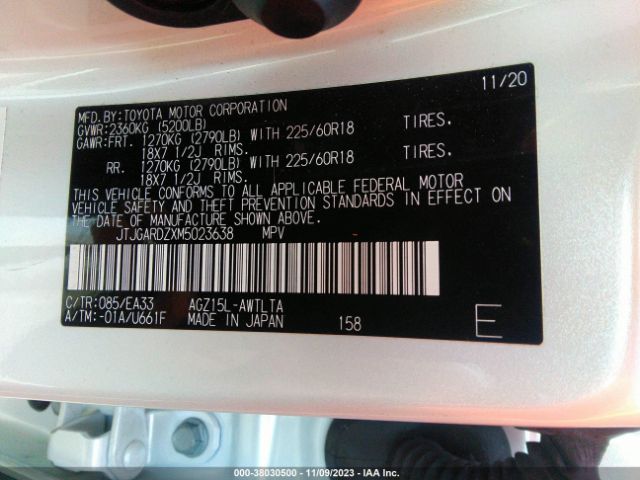 11/20
MFD.BY:TOYOTA MOTOR CORPORATION
GVWR:2360KG (5200LB)
GAWR:FRT. 1270KG (2790LB) WITH 225/60R18 TIRES.
18X7 1/2J RIMS.
RR. 1270KG (2790LB) WITH 225/60R18 TIRES.
18X7 1/2J RIMS.
THIS VEHICLE CONFORMS TO ALL APPLICABLE FEDERAL MOTOR
VEHICLE SAFETY AND THEFT PREVENTION STANDARDS IN EFFECT ON
THE DATE OF MANUFACTURE SHOWN ABOVE.
JTJGARDZXM5023638 MPV
C/TR:085/EA33 AGZ15L-AWTLTA
A/TM:-01A/U661F MADE IN JAPAN 158
E
000-38030500 - 11/09/2023 - IAA Inc.